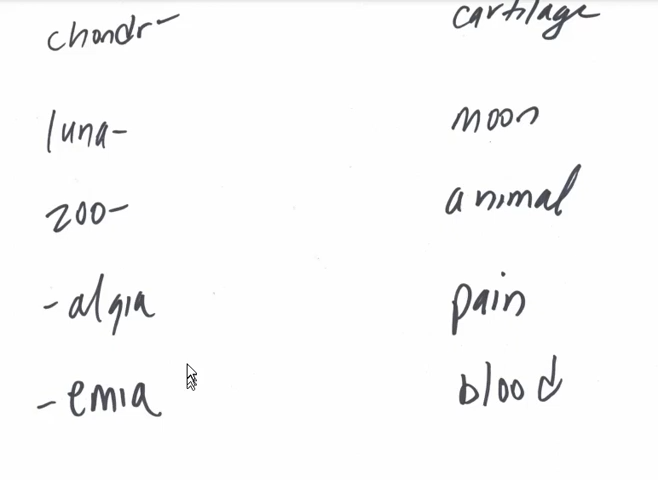 chondr- cartilage
luna- moon
zoo- animal
-algia pain
-emia blood